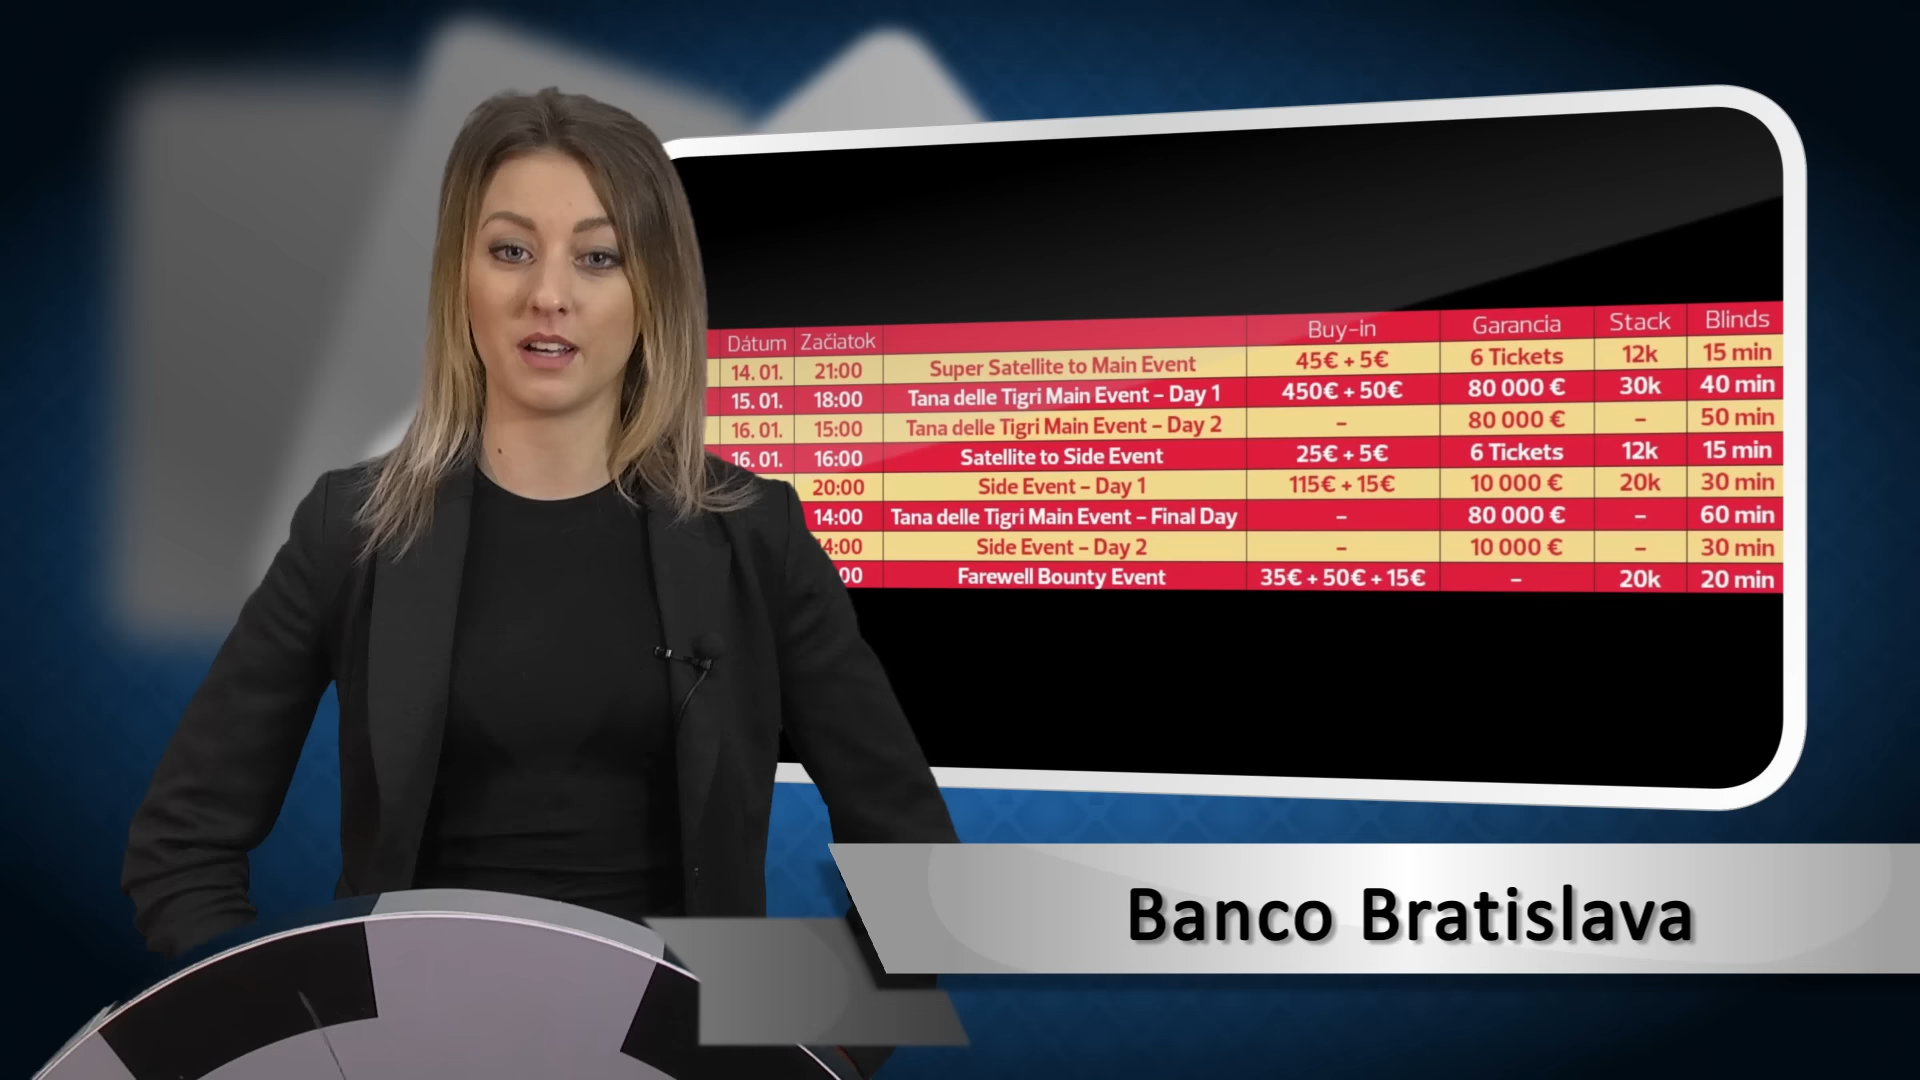 Dátum Začiatok Buy-in Garancia Stack Blinds
14. 01. 21:00 Super Satellite to Main Event 45€ + 5€ 6 Tickets 12k 15 min
15. 01. 18:00 Tana delle Tigri Main Event – Day 1 450€ + 50€ 80 000 € 30k 40 min
16. 01. 15:00 Tana delle Tigri Main Event – Day 2 – 80 000 € – 50 min
16. 01. 16:00 Satellite to Side Event 25€ + 5€ 6 Tickets 12k 15 min
20:00 Side Event – Day 1 115€ + 15€ 10 000 € 20k 30 min
14:00 Tana delle Tigri Main Event – Final Day – 80 000 € – 60 min
4:00 Side Event – Day 2 – 10 000 € – 30 min
00 Farewell Bounty Event 35€ + 50€ + 15€ – 20k 20 min
Banco Bratislava